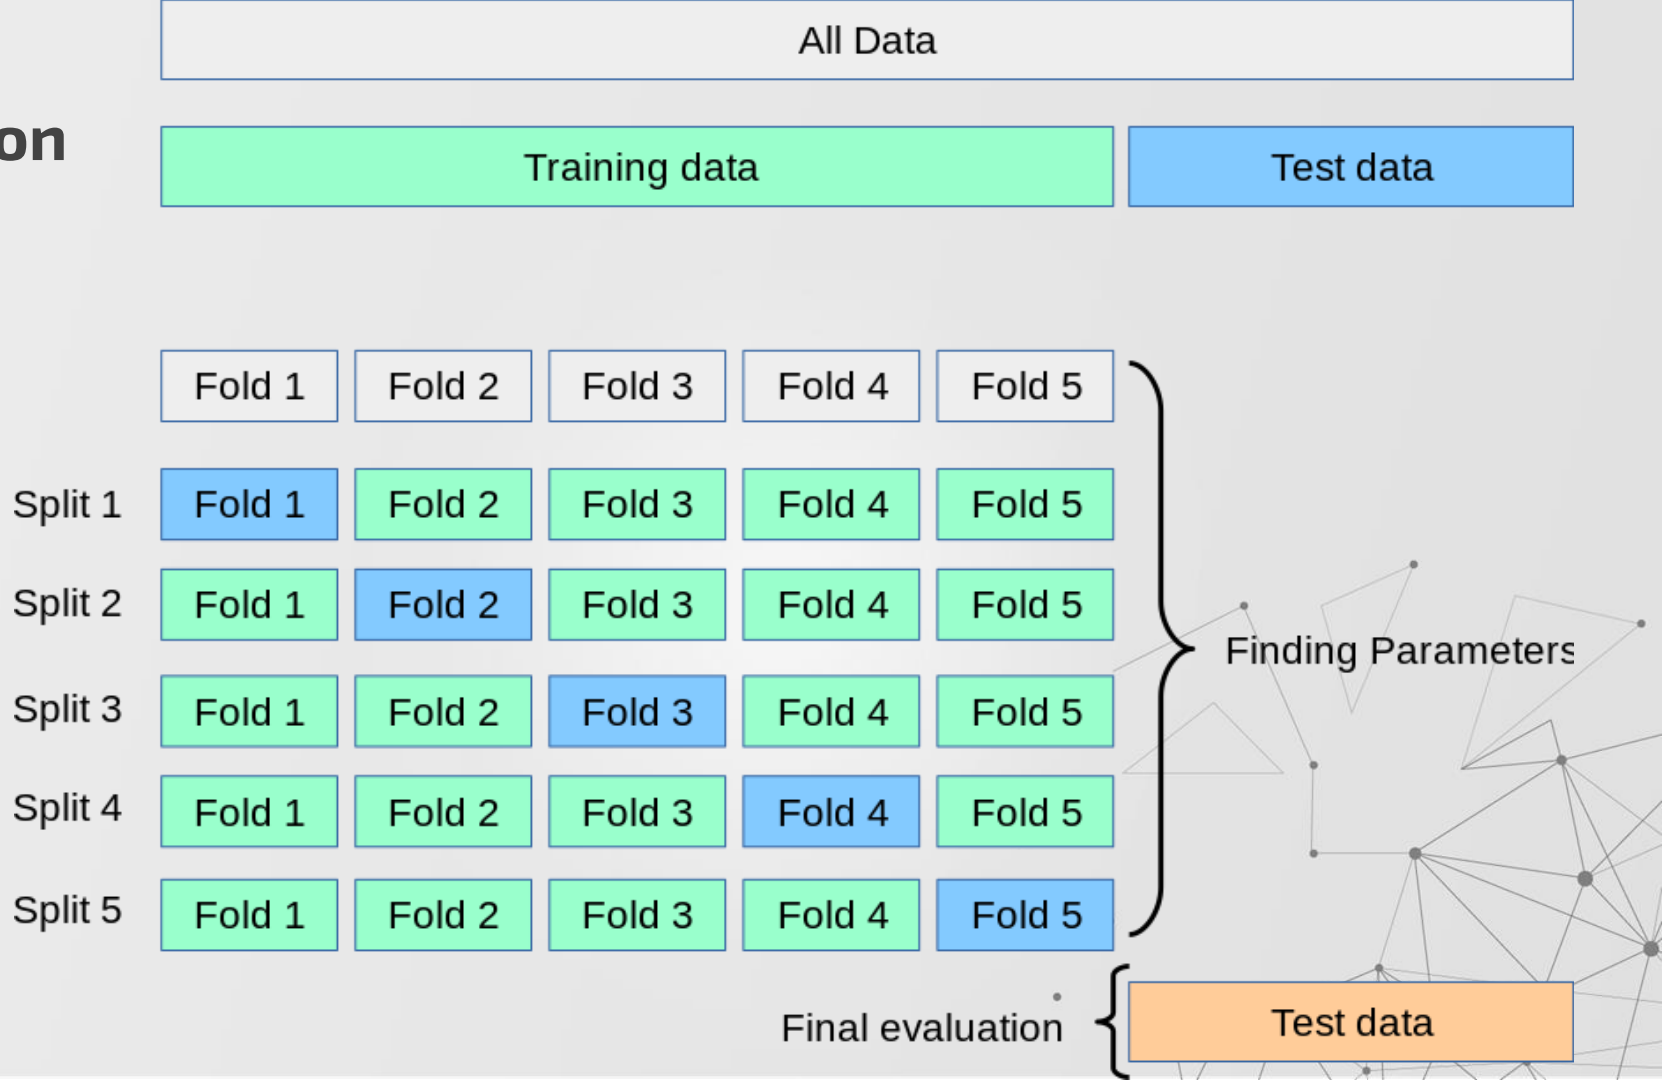 All Data
on
Training data Test data
Fold 1 Fold 2 Fold 3 Fold 4 Fold 5
Split 1 Fold 1 Fold 2 Fold 3 Fold 4 Fold 5
Split 2 Fold 1 Fold 2 Fold 3 Fold 4 Fold 5
Finding Parameters
Split 3 Fold 1 Fold 2 Fold 3 Fold 4 Fold 5
Split 4 Fold 1 Fold 2 Fold 3 Fold 4 Fold 5
Split 5 Fold 1 Fold 2 Fold 3 Fold 4 Fold 5
Final evaluation Test data